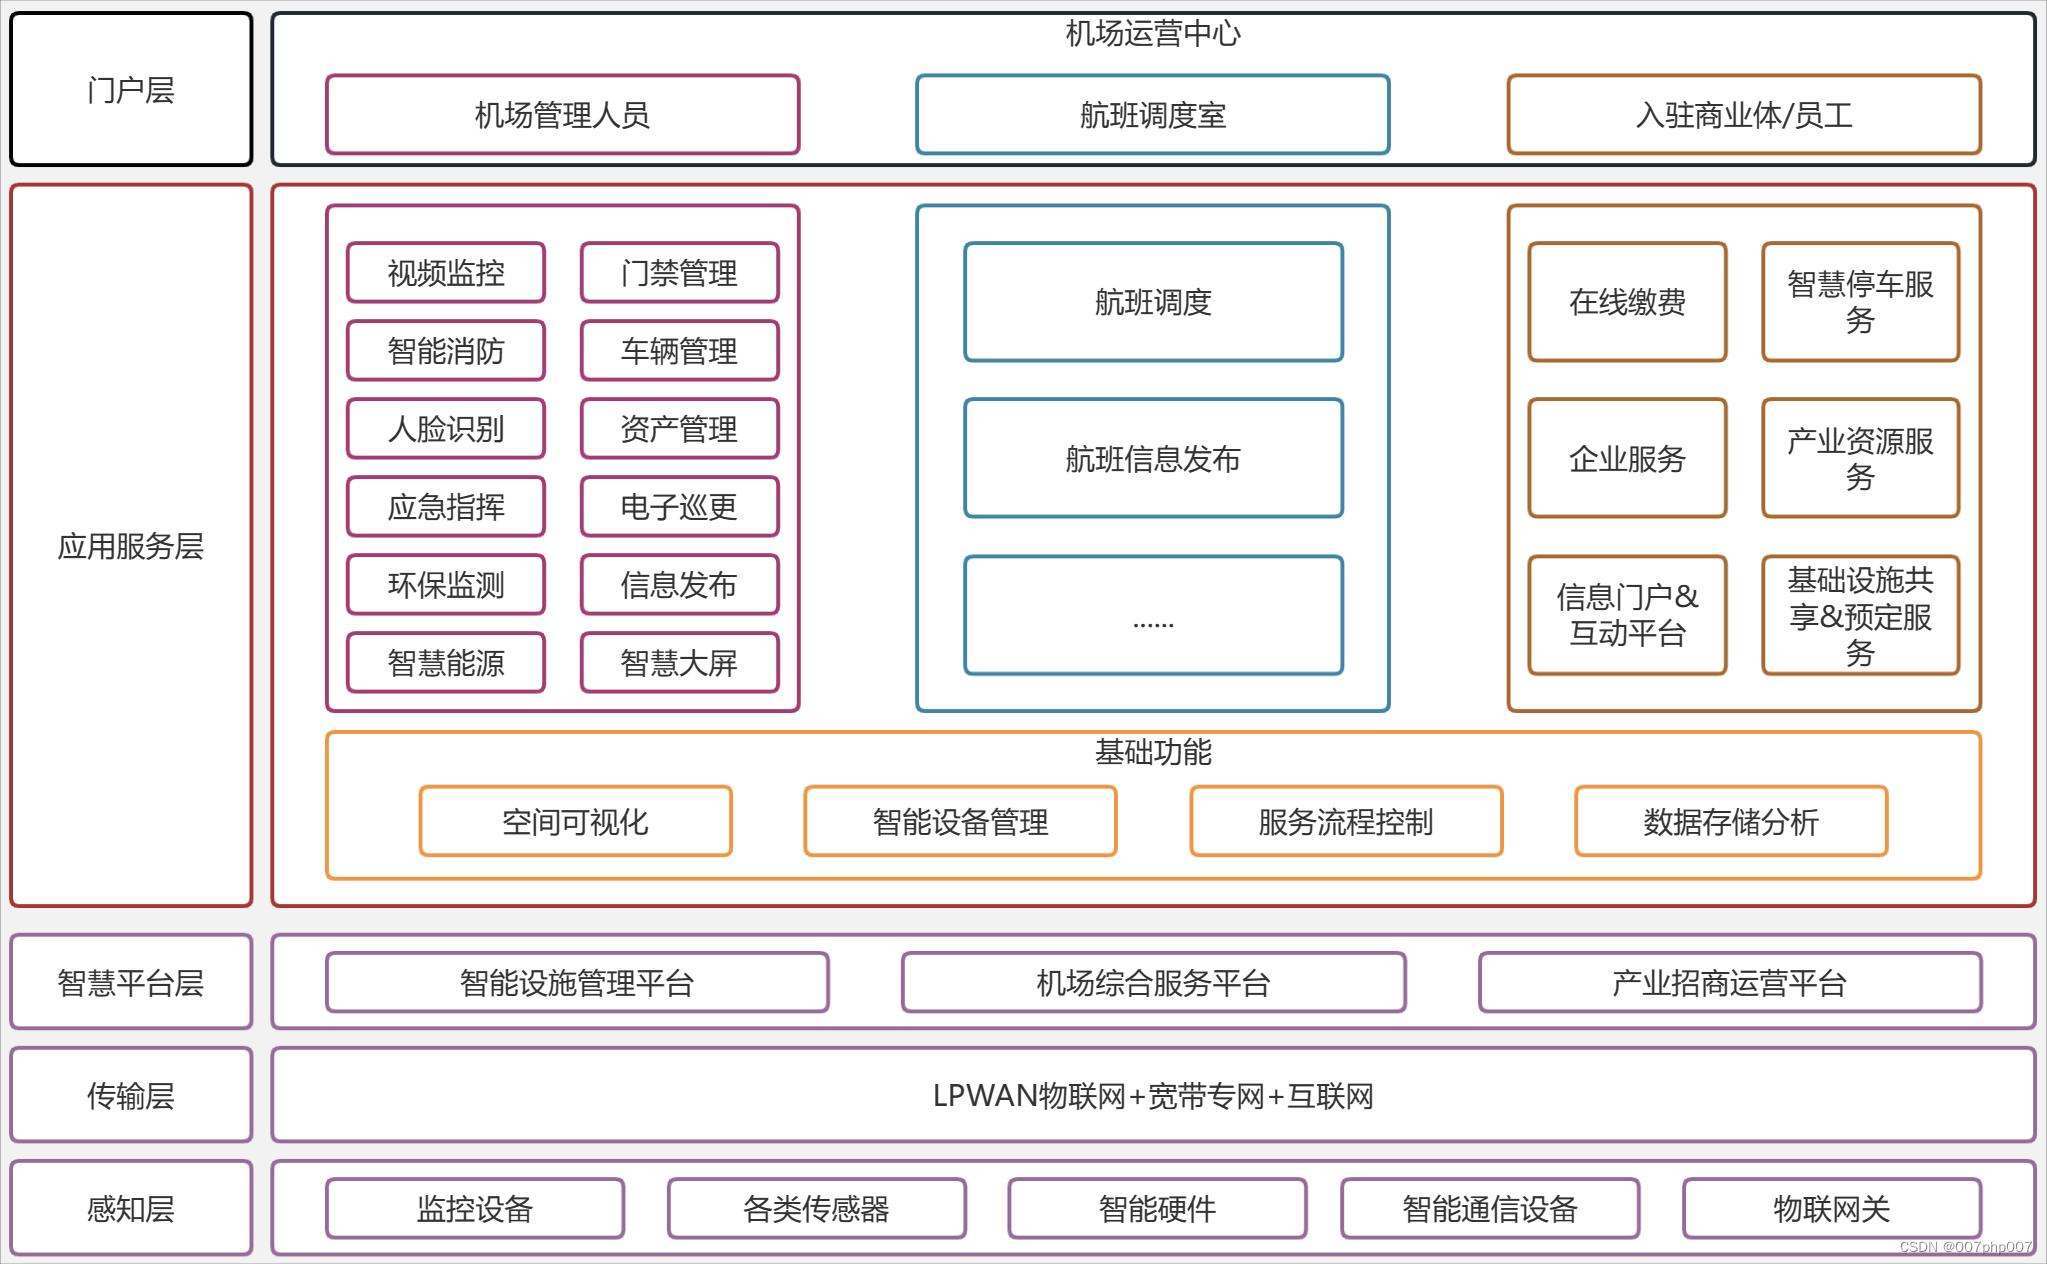 门户层
机场运营中心
机场管理人员
航班调度室
入驻商业体/员工
应用服务层
视频监控
门禁管理
智能消防
车辆管理
人脸识别
资产管理
应急指挥
电子巡更
环保监测
信息发布
智慧能源
智慧大屏
航班调度
航班信息发布
......
在线缴费
智慧停车服
务
企业服务
产业资源服
务
信息门户&
互动平台
基础设施共
享&预定服
务
基础功能
空间可视化
智能设备管理
服务流程控制
数据存储分析
智慧平台层
智能设施管理平台
机场综合服务平台
产业招商运营平台
传输层
LPWAN物联网+宽带专网+互联网
感知层
监控设备
各类传感器
智能硬件
智能通信设备
物联网关
CSDN @007php007